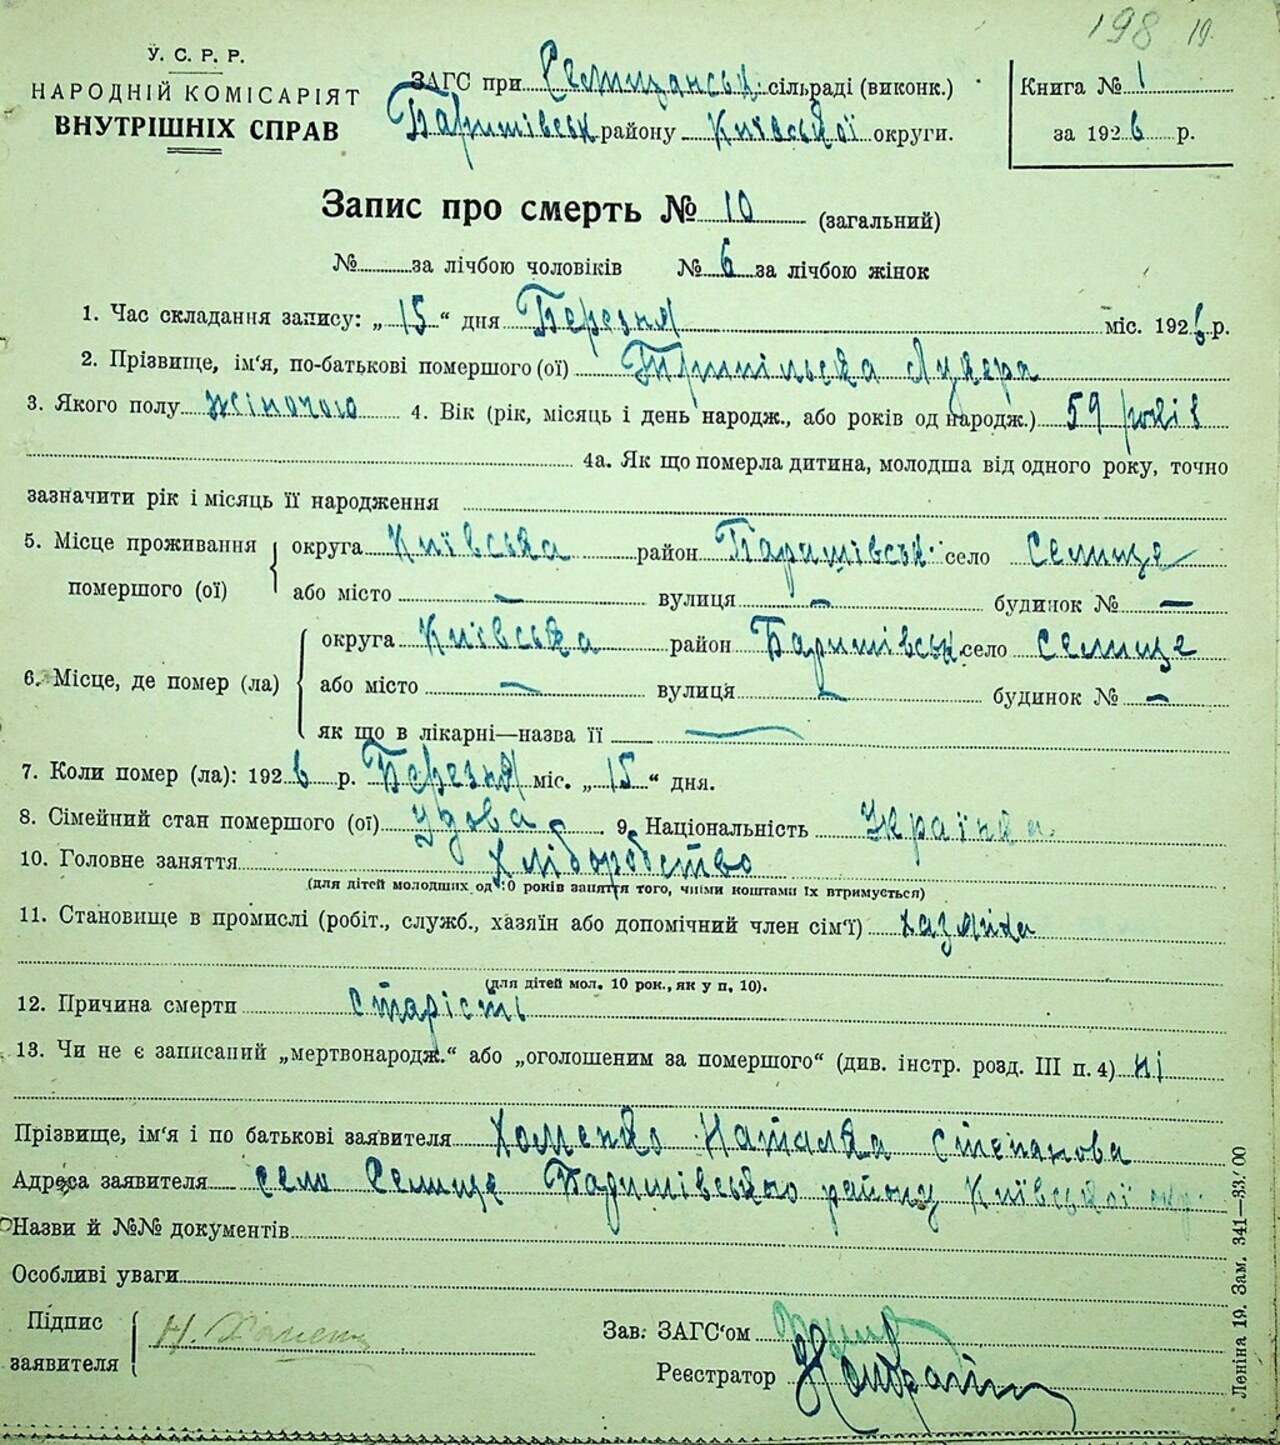 198 19.
У. С. Р. Р.
НАРОДНІЙ КОМІСАРІЯТ
ВНУТРІШНІХ СПРАВ
ЗАГС при Селищанськ. сільраді (виконк.)
Баришівськ району Київської округи.
Книга № 1
за 1926 р.
Запис про смерть № 10 (загальний)
№ за лічбою чоловіків № 6 за лічбою жінок
1. Час складання запису: „15“ дня Березня міс. 1926 р.
2. Прізвище, ім‘я, по-батькові помершого (ої) Трипільська Лукера
3. Якого полу жіночого 4. Вік (рік, місяць і день народж., або років од народж.) 59 років
4а. Як що померла дитина, молодша від одного року, точно
зазначити рік і місяць її народження
5. Місце проживання помершого (ої) округа Київська район Баришівськ. село Селище
або місто — вулиця — будинок № —
6. Місце, де помер (ла) округа Київська район Баришівськ село Селище
або місто — вулиця — будинок № —
як що в лікарні—назва її —
7. Коли помер (ла): 1926 р. Березня міс. „15“ дня.
8. Сімейний стан помершого (ої) удова 9. Національність Українка
10. Головне заняття хліборобство
(для дітей молодших од 10 років заняття того, чиїми коштами їх втримується)
11. Становище в промислі (робіт., служб., хазяїн або допомічний член сім‘ї) хазяйка
(для дітей мол. 10 рок., як у п. 10).
12. Причина смерти старість
13. Чи не є записаний „мертвонародж.“ або „оголошеним за помершого“ (див. інстр. розд. III п. 4) ні
Прізвище, ім‘я і по батькові заявителя Хоменко Наталка Степанова
Адреса заявителя село Селище Баришівського району Київської окр.
Назви й №№ документів
Особливі уваги
Підпис заявителя Н. Хоменк
Зав. ЗАГС‘ом
Реєстратор
Леніна 19. Зам. 341—83.000